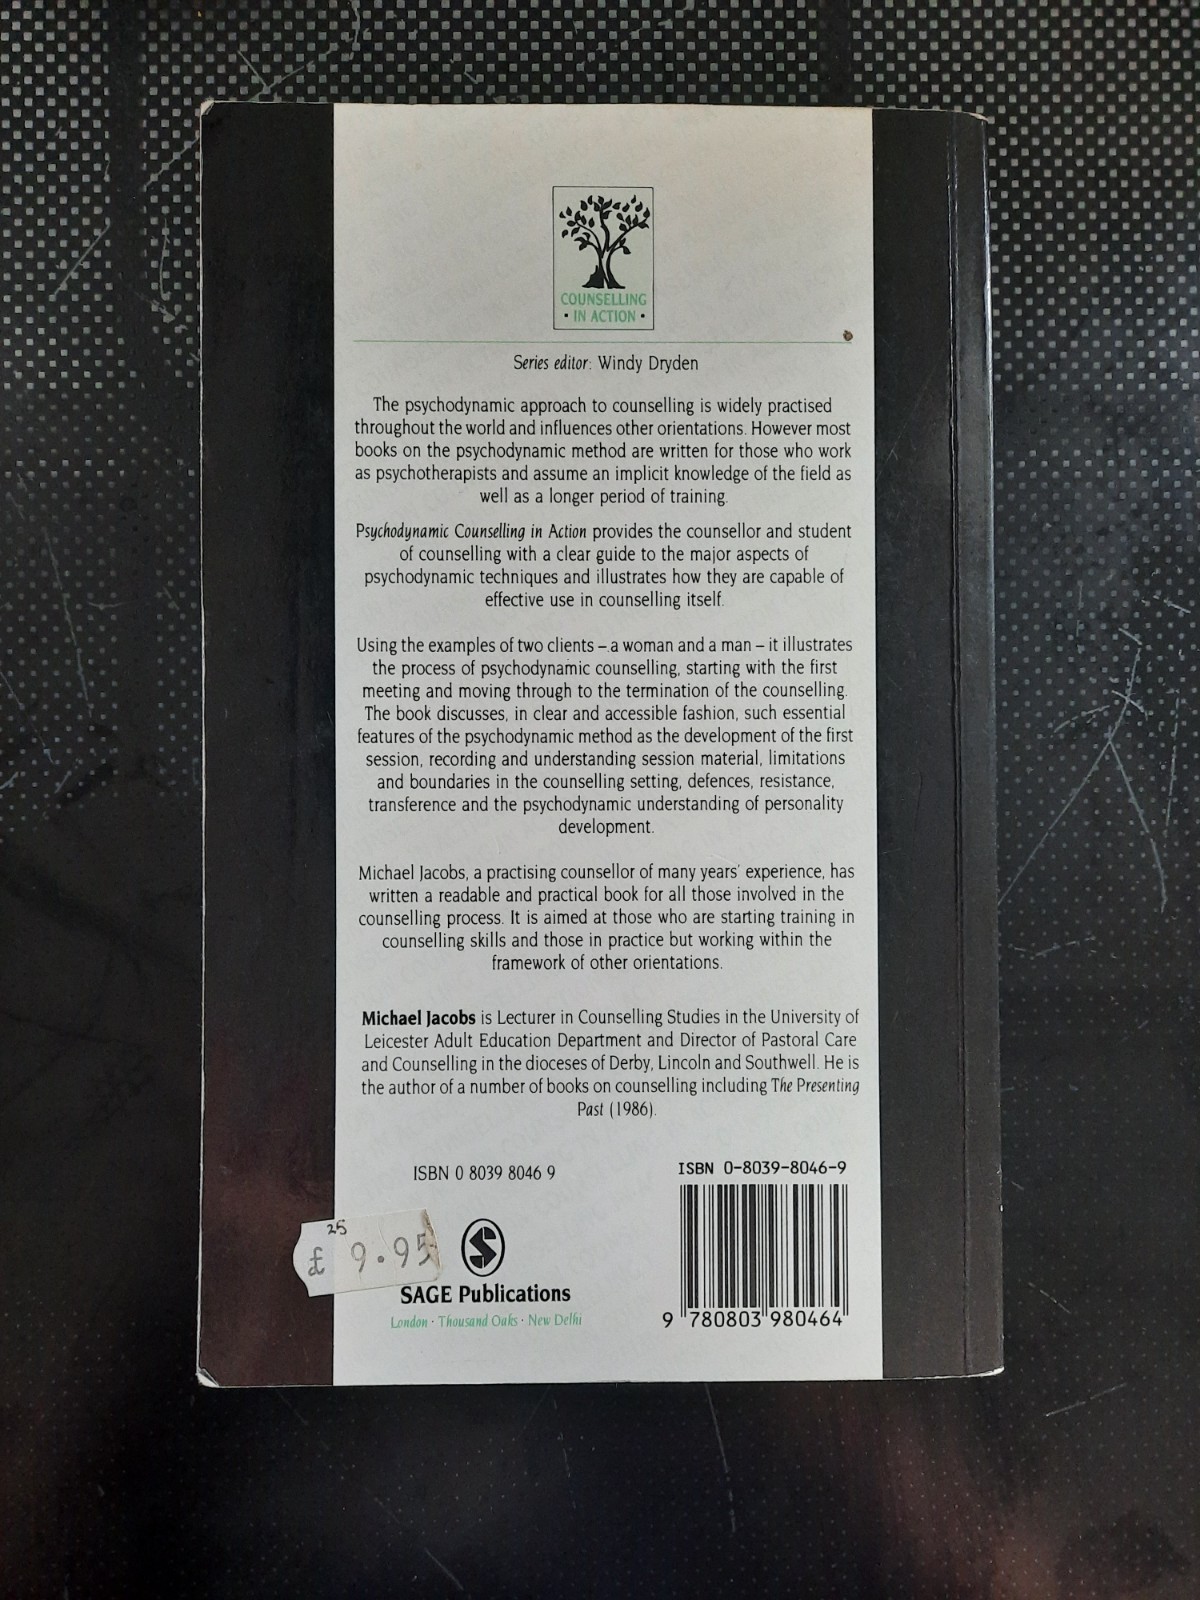 COUNSELLING
· IN ACTION ·
Series editor: Windy Dryden
The psychodynamic approach to counselling is widely practised
throughout the world and influences other orientations. However most
books on the psychodynamic method are written for those who work
as psychotherapists and assume an implicit knowledge of the field as
well as a longer period of training.
Psychodynamic Counselling in Action provides the counsellor and student
of counselling with a clear guide to the major aspects of
psychodynamic techniques and illustrates how they are capable of
effective use in counselling itself.
Using the examples of two clients – a woman and a man – it illustrates
the process of psychodynamic counselling, starting with the first
meeting and moving through to the termination of the counselling.
The book discusses, in clear and accessible fashion, such essential
features of the psychodynamic method as the development of the first
session, recording and understanding session material, limitations
and boundaries in the counselling setting, defences, resistance,
transference and the psychodynamic understanding of personality
development.
Michael Jacobs, a practising counsellor of many years' experience, has
written a readable and practical book for all those involved in the
counselling process. It is aimed at those who are starting training in
counselling skills and those in practice but working within the
framework of other orientations.
Michael Jacobs is Lecturer in Counselling Studies in the University of
Leicester Adult Education Department and Director of Pastoral Care
and Counselling in the dioceses of Derby, Lincoln and Southwell. He is
the author of a number of books on counselling including The Presenting
Past (1986).
ISBN 0 8039 8046 9
ISBN 0-8039-8046-9
25
£ 9.95
S
SAGE Publications
London · Thousand Oaks · New Delhi
9 780803 980464